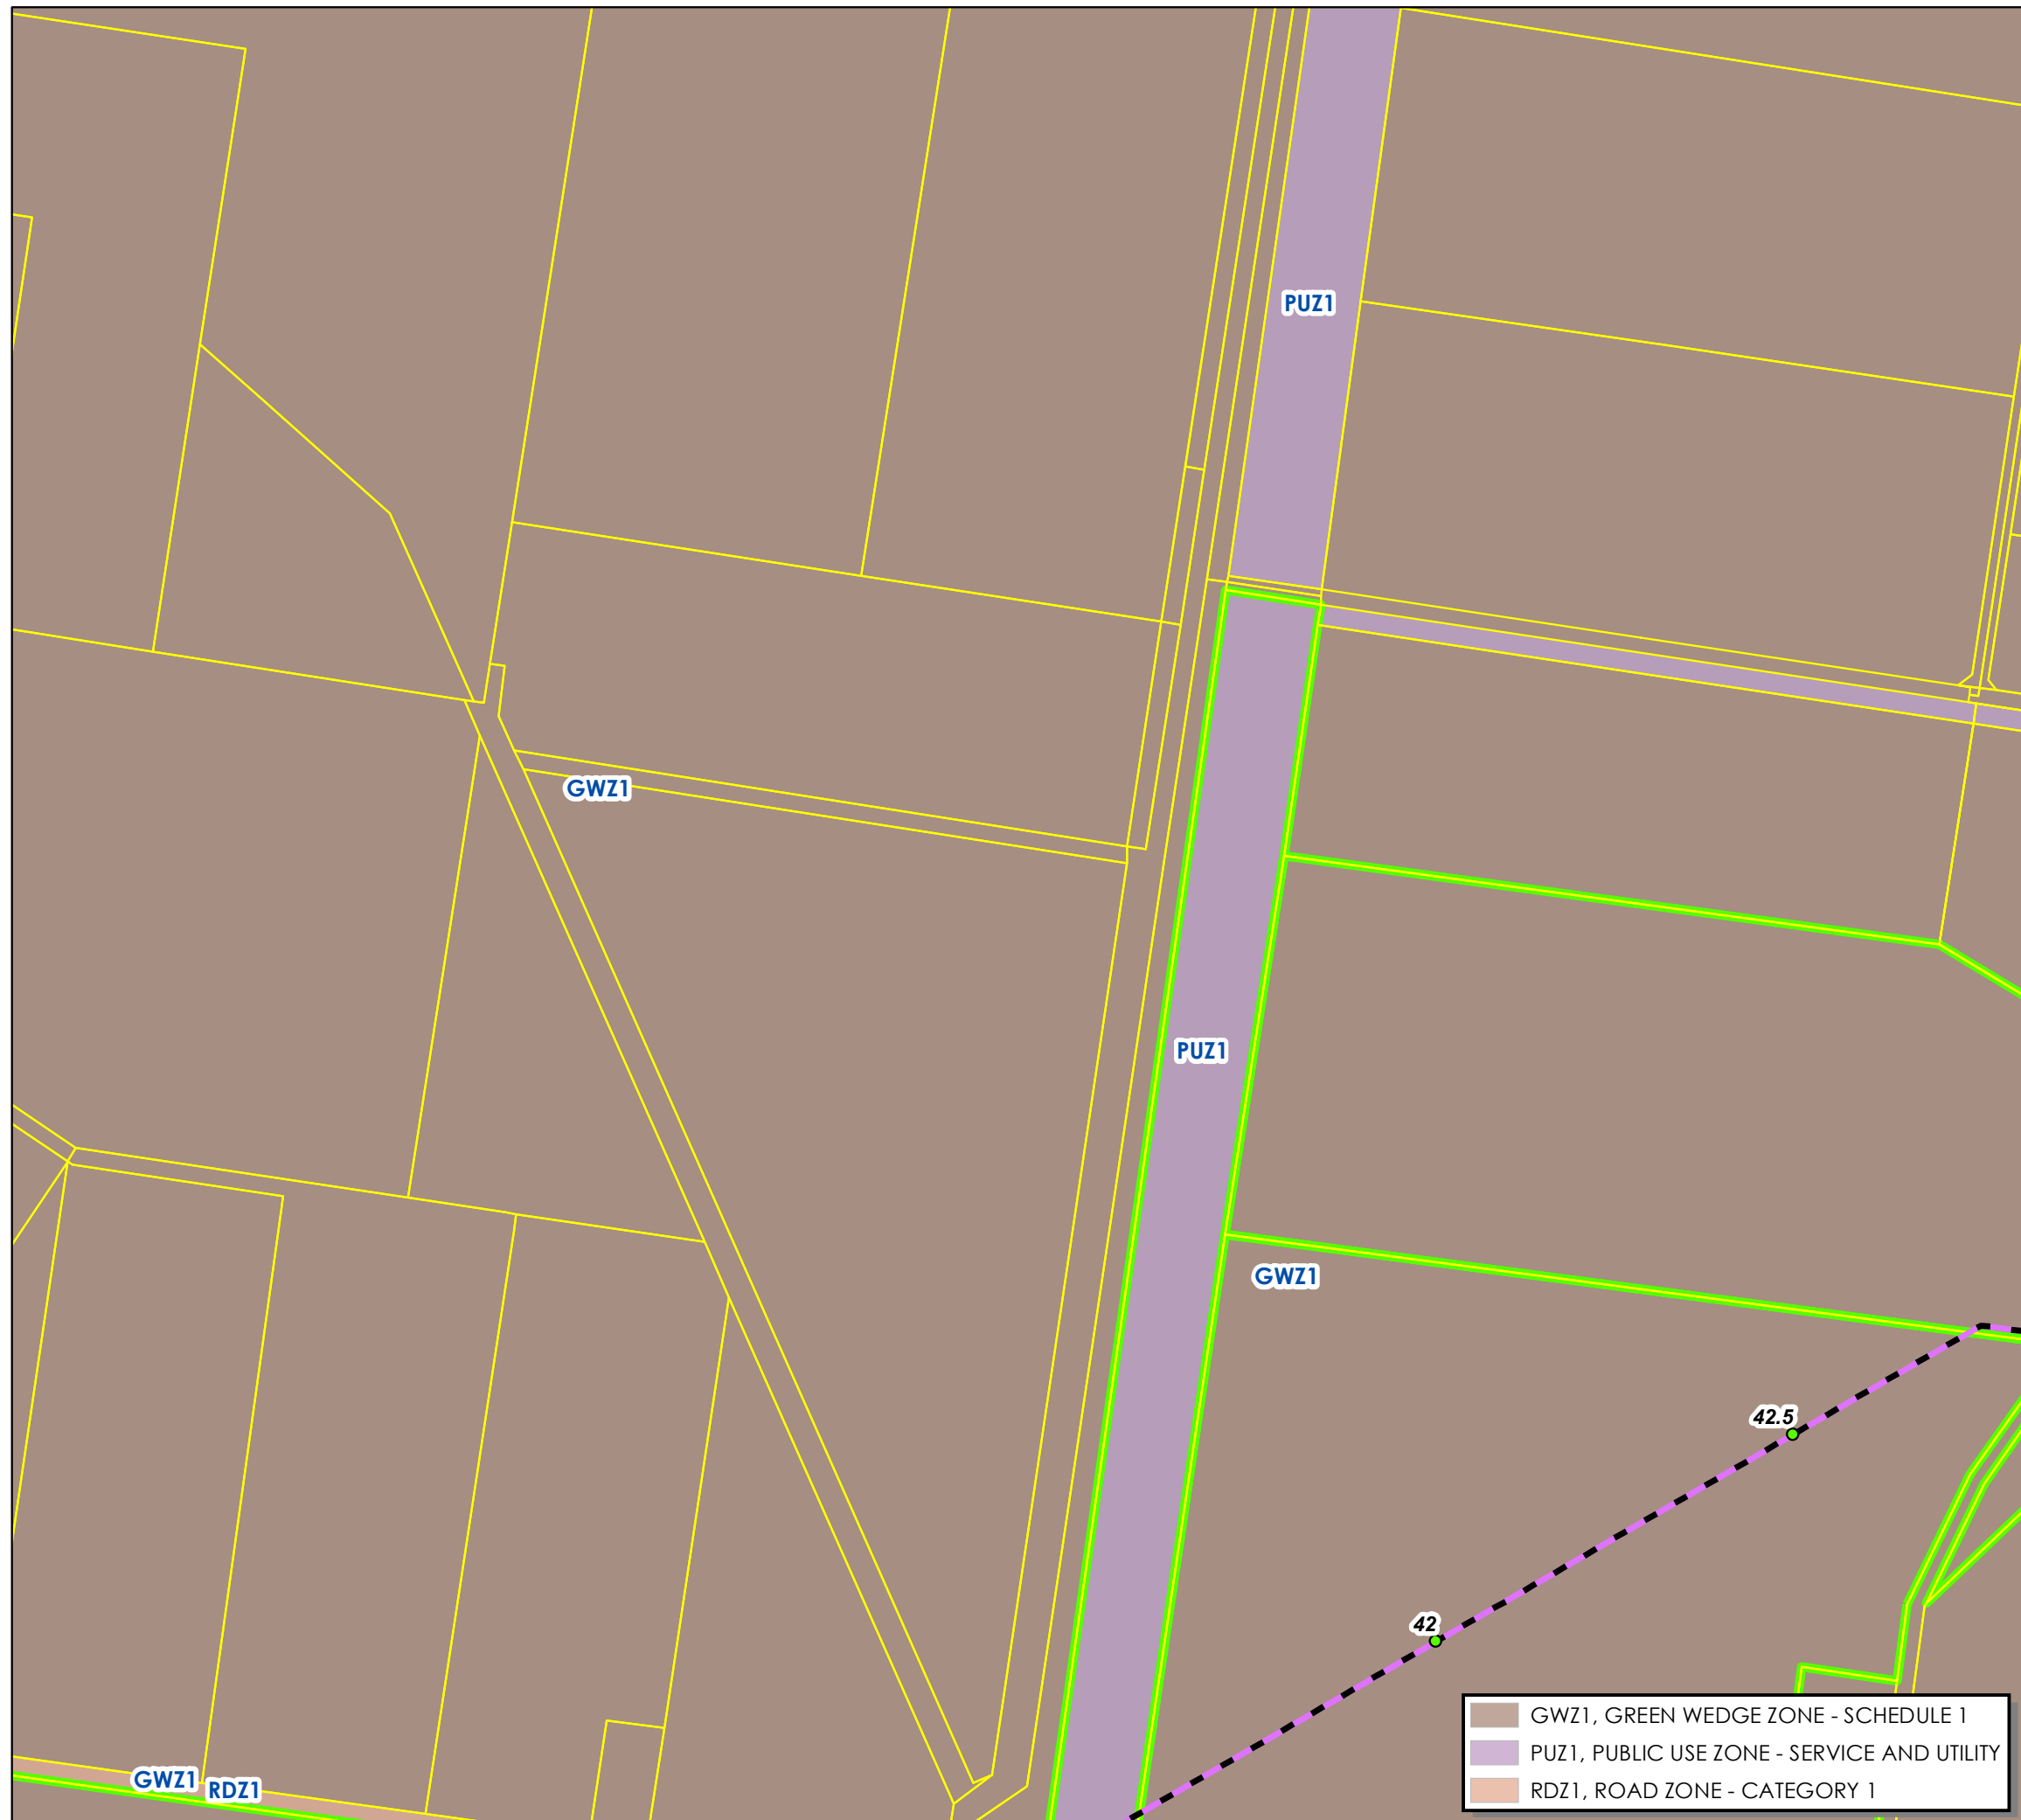 PUZ1
GWZ1
PUZ1
GWZ1
42.5
42
GWZ1
RDZ1
GWZ1, GREEN WEDGE ZONE - SCHEDULE 1
PUZ1, PUBLIC USE ZONE - SERVICE AND UTILITY
RDZ1, ROAD ZONE - CATEGORY 1